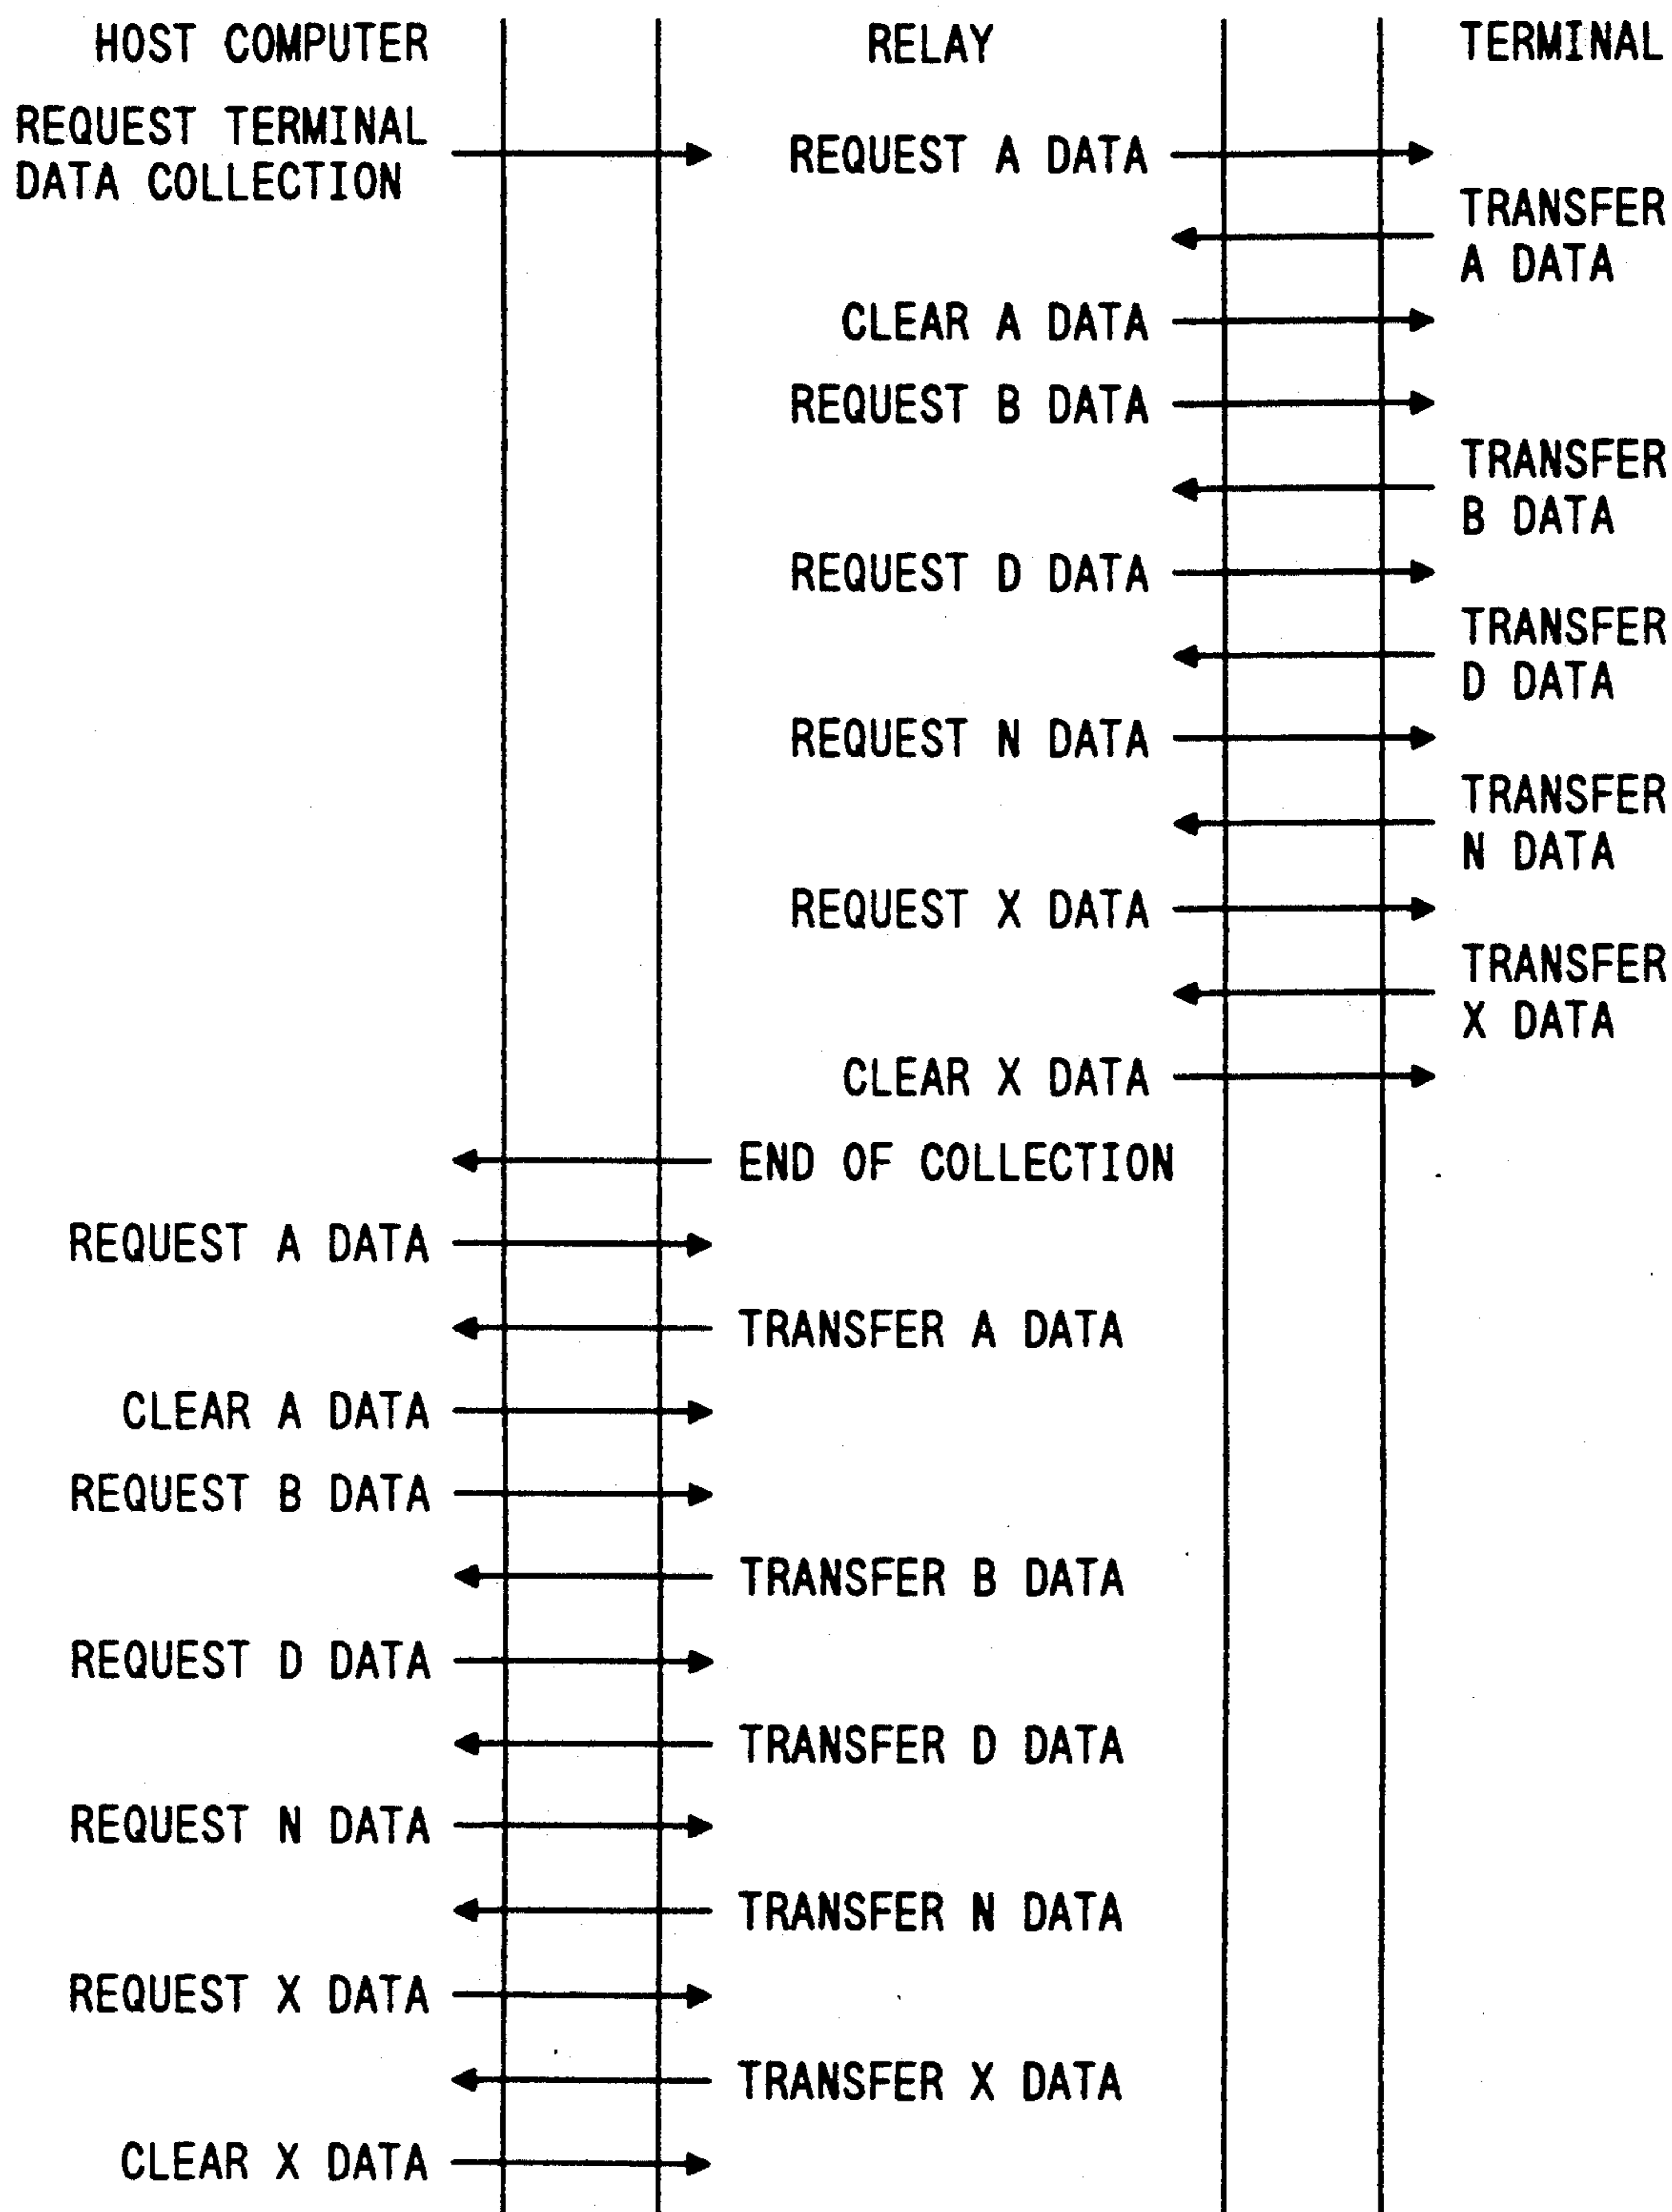 HOST COMPUTER
RELAY
TERMINAL
REQUEST TERMINAL
DATA COLLECTION
REQUEST A DATA
TRANSFER
A DATA
CLEAR A DATA
REQUEST B DATA
TRANSFER
B DATA
REQUEST D DATA
TRANSFER
D DATA
REQUEST N DATA
TRANSFER
N DATA
REQUEST X DATA
TRANSFER
X DATA
CLEAR X DATA
END OF COLLECTION
REQUEST A DATA
TRANSFER A DATA
CLEAR A DATA
REQUEST B DATA
TRANSFER B DATA
REQUEST D DATA
TRANSFER D DATA
REQUEST N DATA
TRANSFER N DATA
REQUEST X DATA
TRANSFER X DATA
CLEAR X DATA